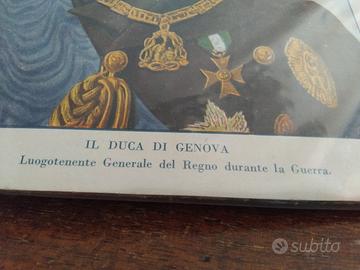 IL DUCA DI GENOVA
Luogotenente Generale del Regno durante la Guerra.
subito